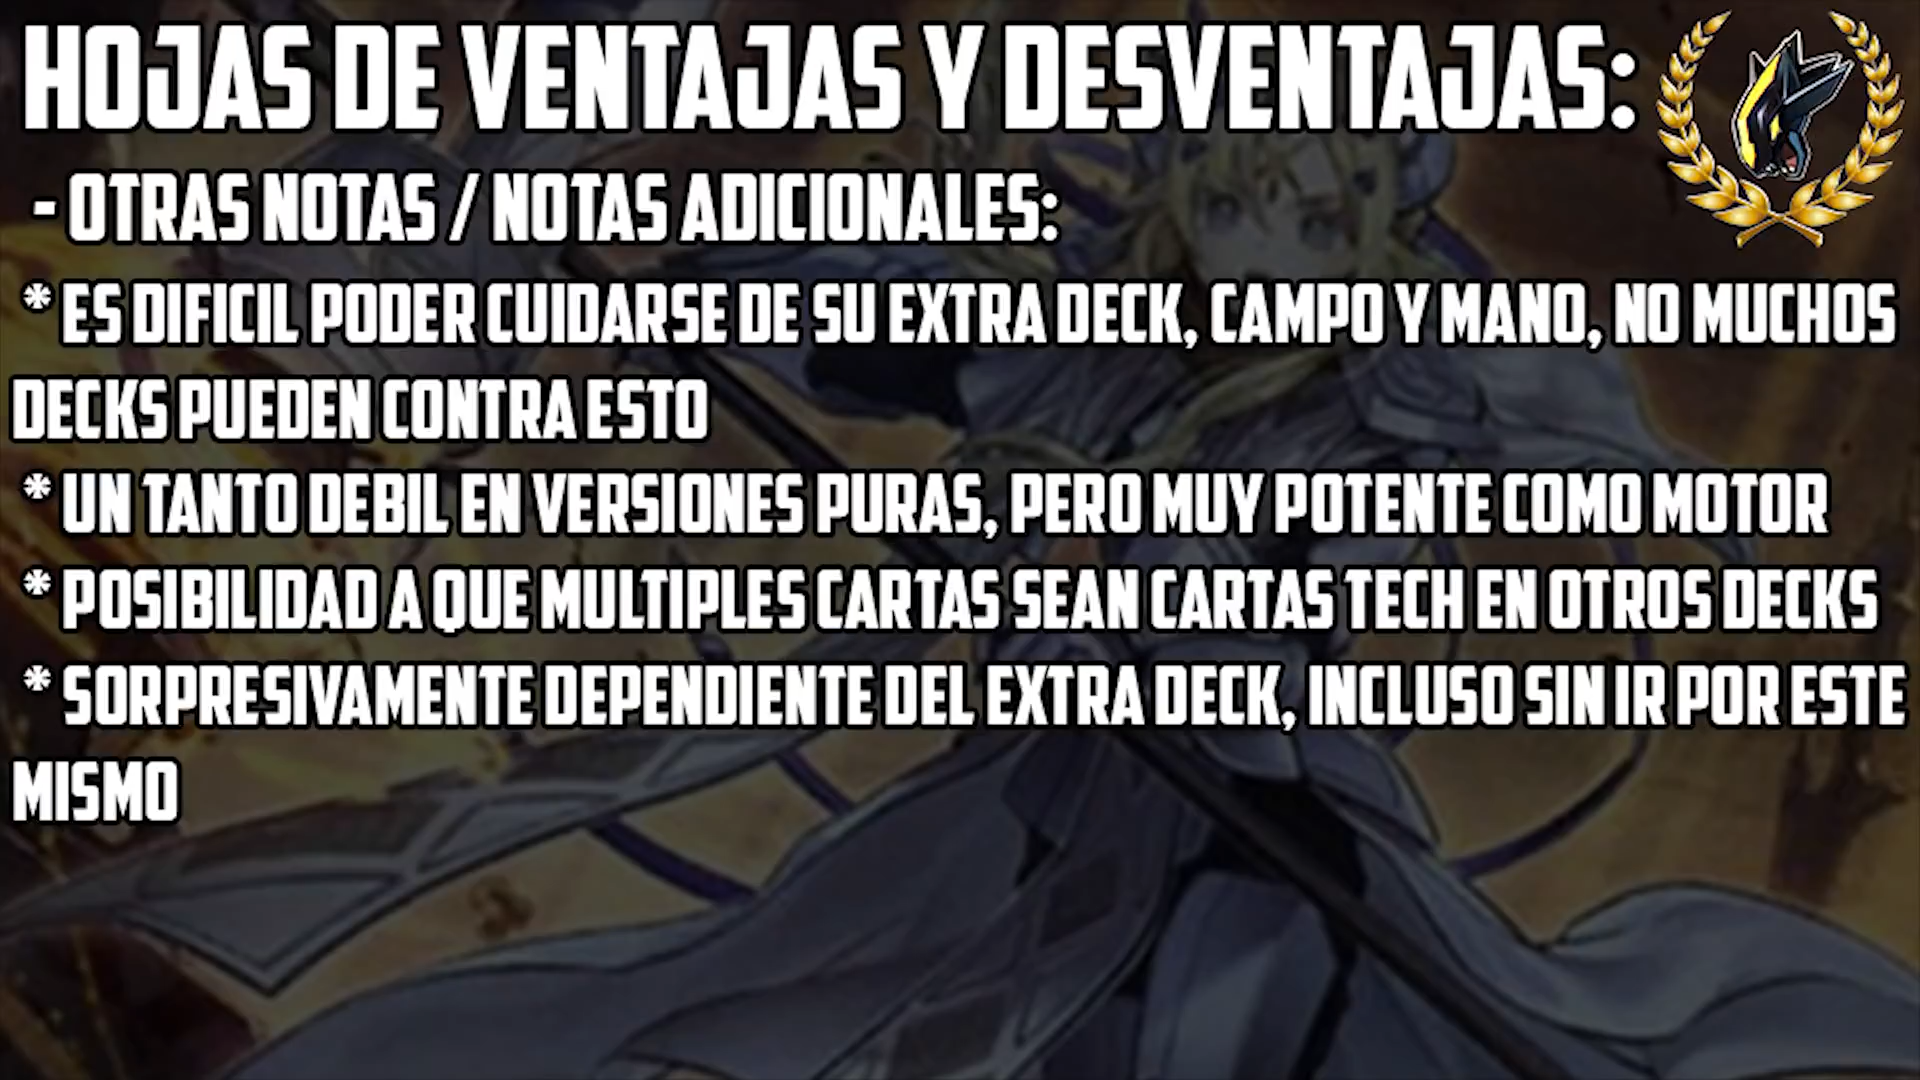 HOJAS DE VENTAJAS Y DESVENTAJAS:
- OTRAS NOTAS / NOTAS ADICIONALES:
* ES DIFICIL PODER CUIDARSE DE SU EXTRA DECK, CAMPO Y MANO, NO MUCHOS
DECKS PUEDEN CONTRA ESTO
* UN TANTO DEBIL EN VERSIONES PURAS, PERO MUY POTENTE COMO MOTOR
* POSIBILIDAD A QUE MULTIPLES CARTAS SEAN CARTAS TECH EN OTROS DECKS
* SORPRESIVAMENTE DEPENDIENTE DEL EXTRA DECK, INCLUSO SIN IR POR ESTE
MISMO